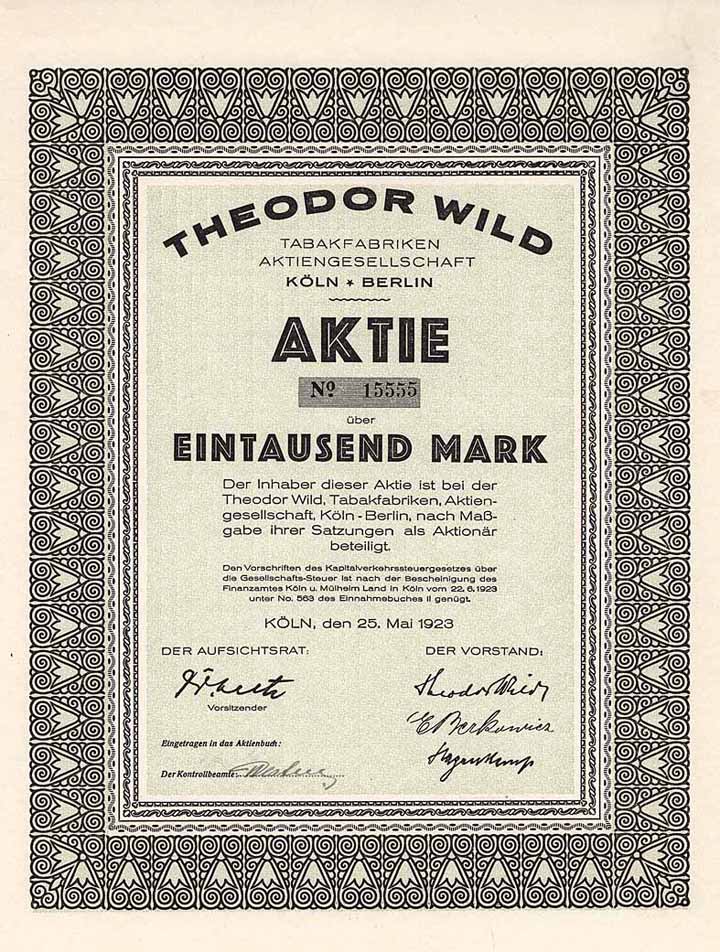 THEODOR WILD
TABAKFABRIKEN
AKTIENGESELLSCHAFT
KÖLN ★ BERLIN
AKTIE
Nº 15555
über
EINTAUSEND MARK
Der Inhaber dieser Aktie ist bei der
Theodor Wild, Tabakfabriken, Aktien-
gesellschaft, Köln - Berlin, nach Maß-
gabe ihrer Satzungen als Aktionär
beteiligt.
Den Vorschriften des Kapitalverkehrssteuergesetzes über
die Gesellschafts-Steuer ist nach der Bescheinigung des
Finanzamtes Köln u. Mülheim Land in Köln vom 22.6.1923
unter No. 563 des Einnahmebuches II genügt.
KÖLN, den 25. Mai 1923
DER AUFSICHTSRAT:
Vorsitzender
DER VORSTAND:
Theodor Wild
E Berkowicz
Eingetragen in das Aktienbuch:
Der Kontrollbeamte: